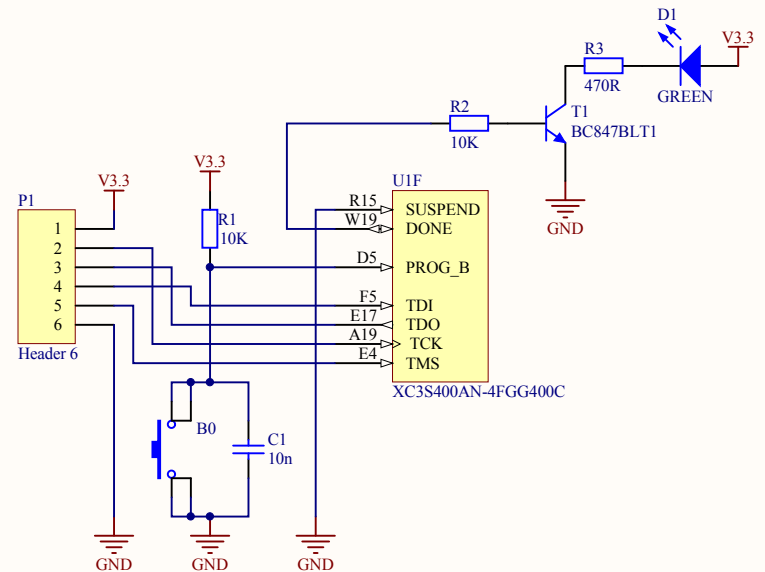 D1
V3.3
R3
470R
GREEN
T1
BC847BLT1
R2
10K
GND
V3.3
V3.3
P1
1
2
3
4
5
6
Header 6
R1
10K
U1F
R15 SUSPEND
W19 DONE
D5 PROG_B
F5 TDI
E17 TDO
A19 TCK
E4 TMS
XC3S400AN-4FGG400C
B0
C1
10n
GND
GND
GND